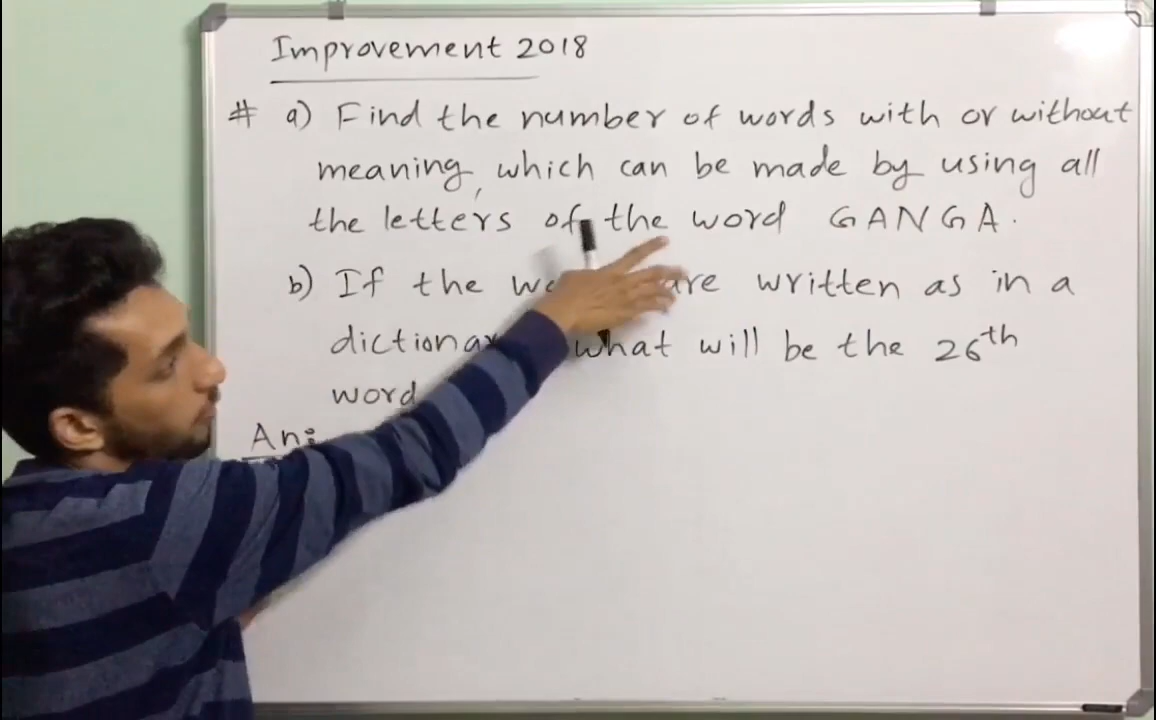 Improvement 2018
# a) Find the number of words with or without
meaning, which can be made by using all
the letters of the word GANGA.
b) If the are written as in a
what will be the 26th
word